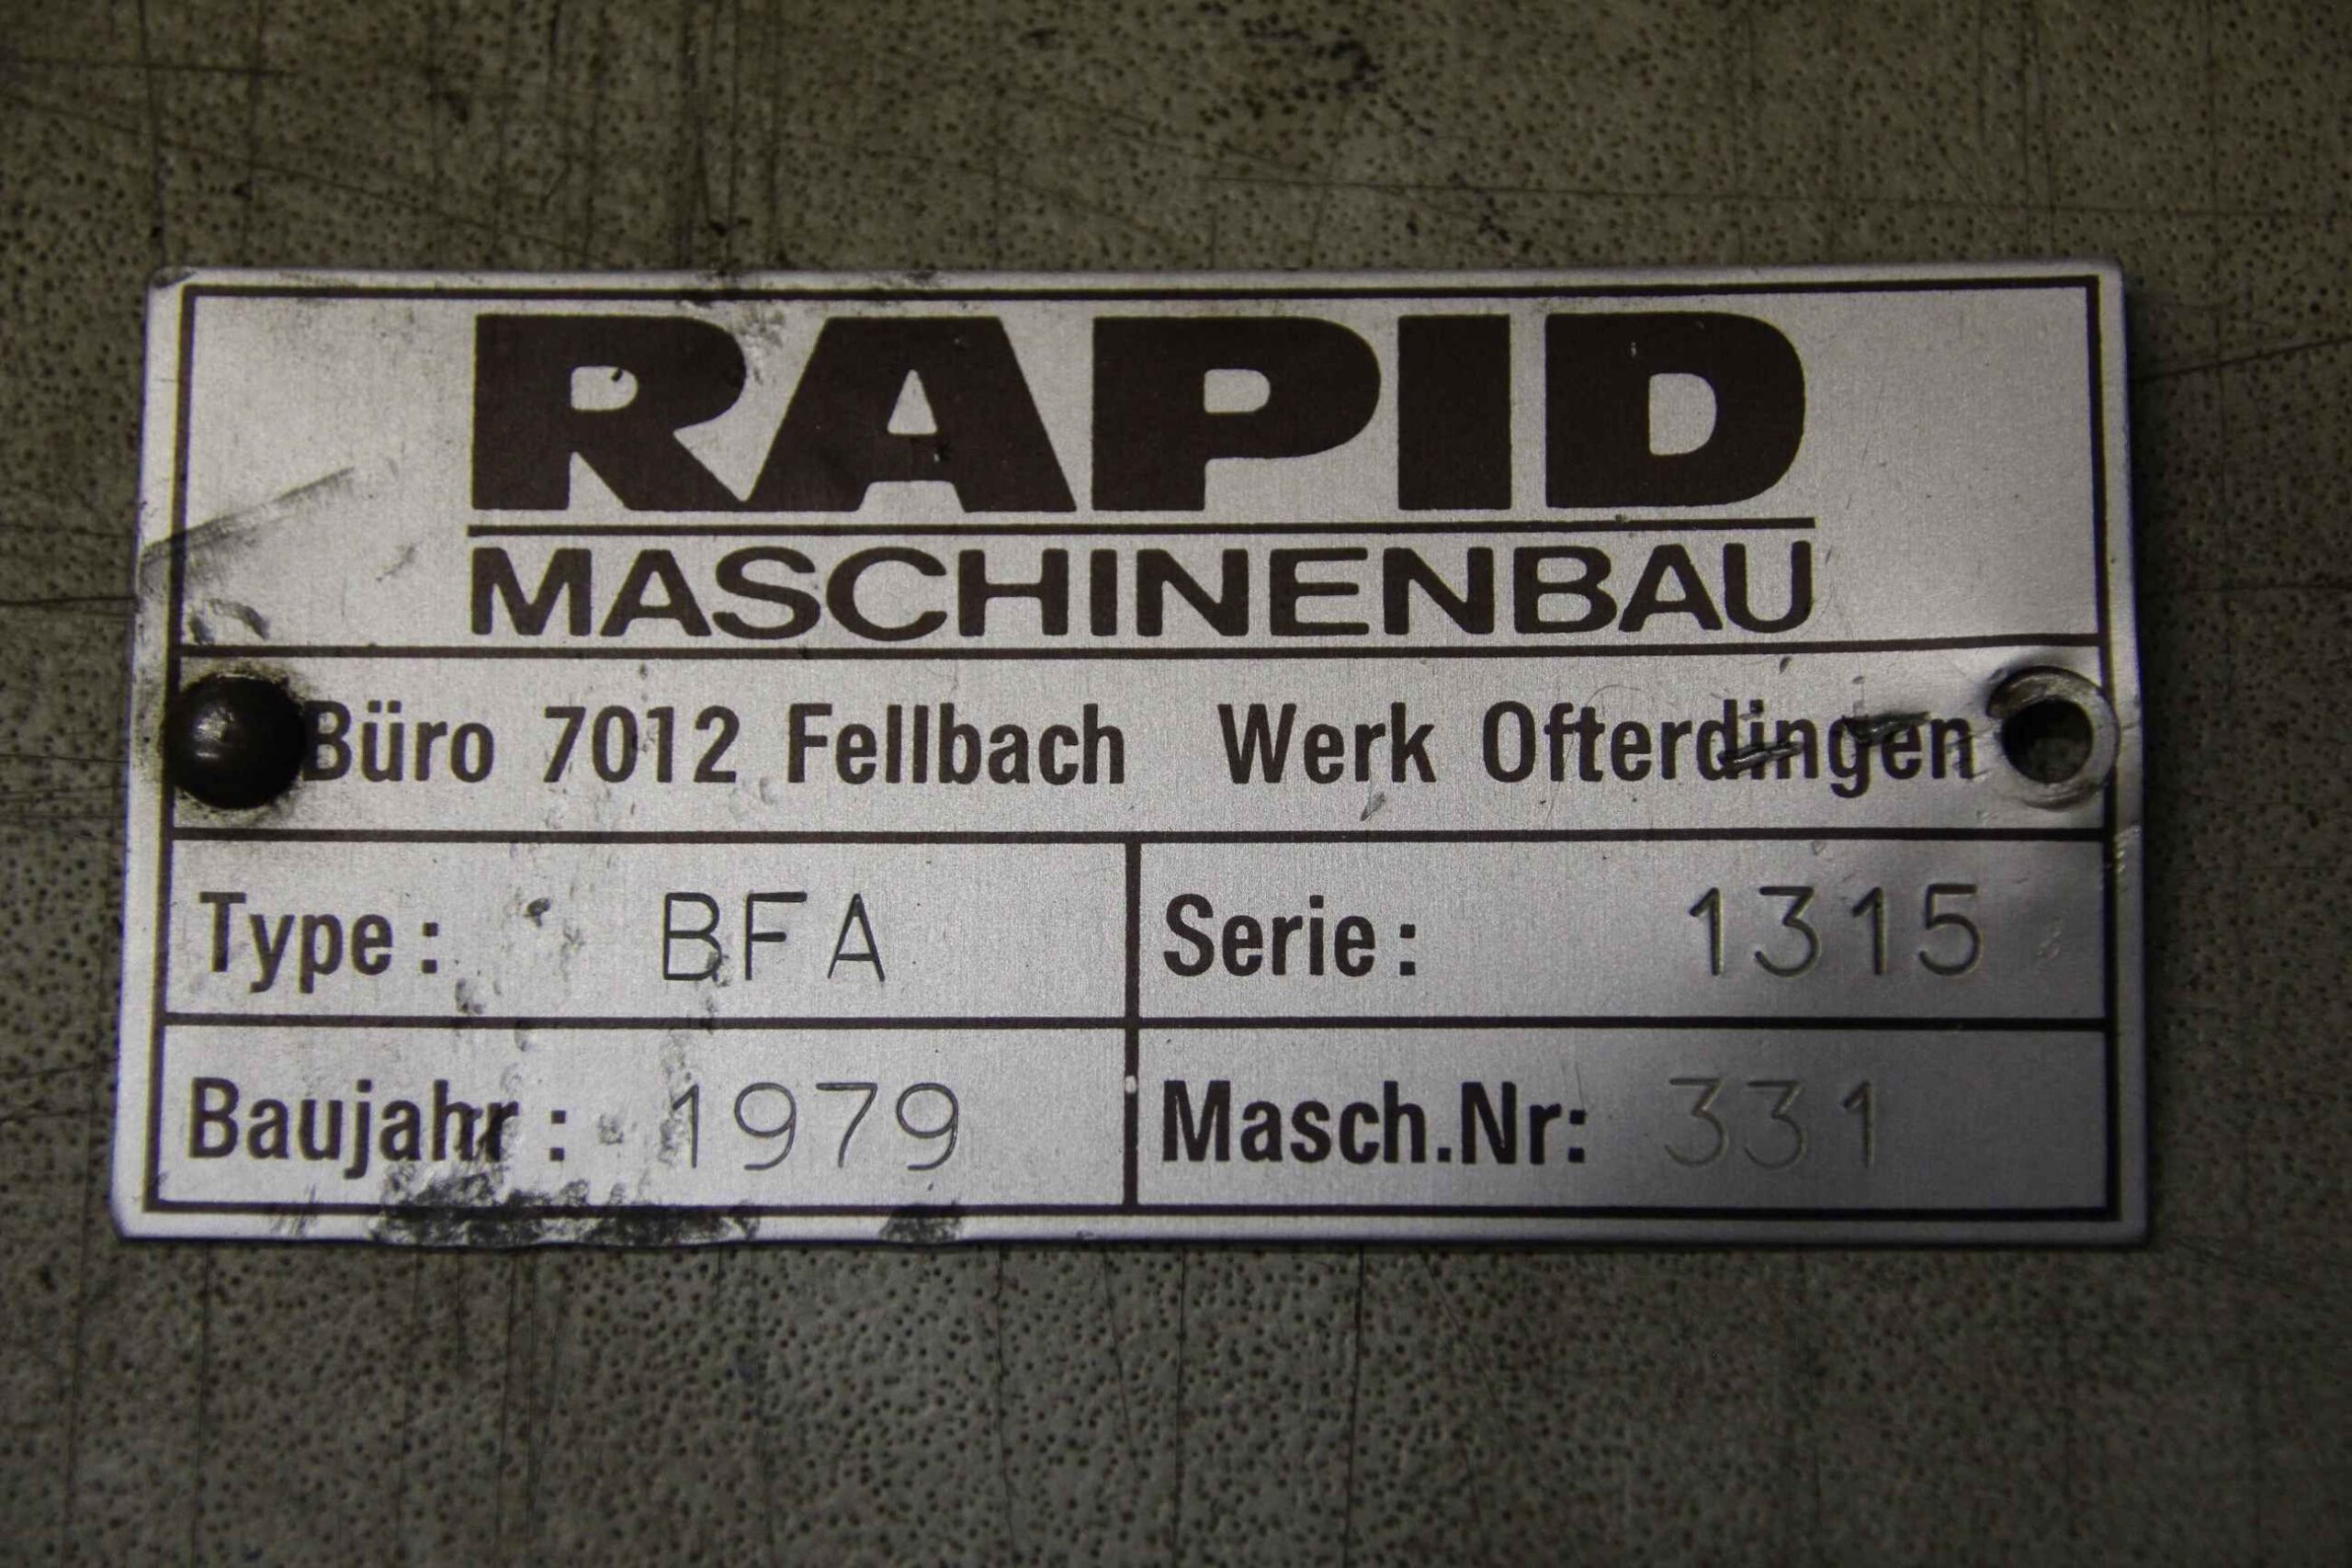 RAPID
MASCHINENBAU
Büro 7012 Fellbach Werk Ofterdingen
Type: BFA Serie: 1315
Baujahr: 1979 Masch.Nr: 331